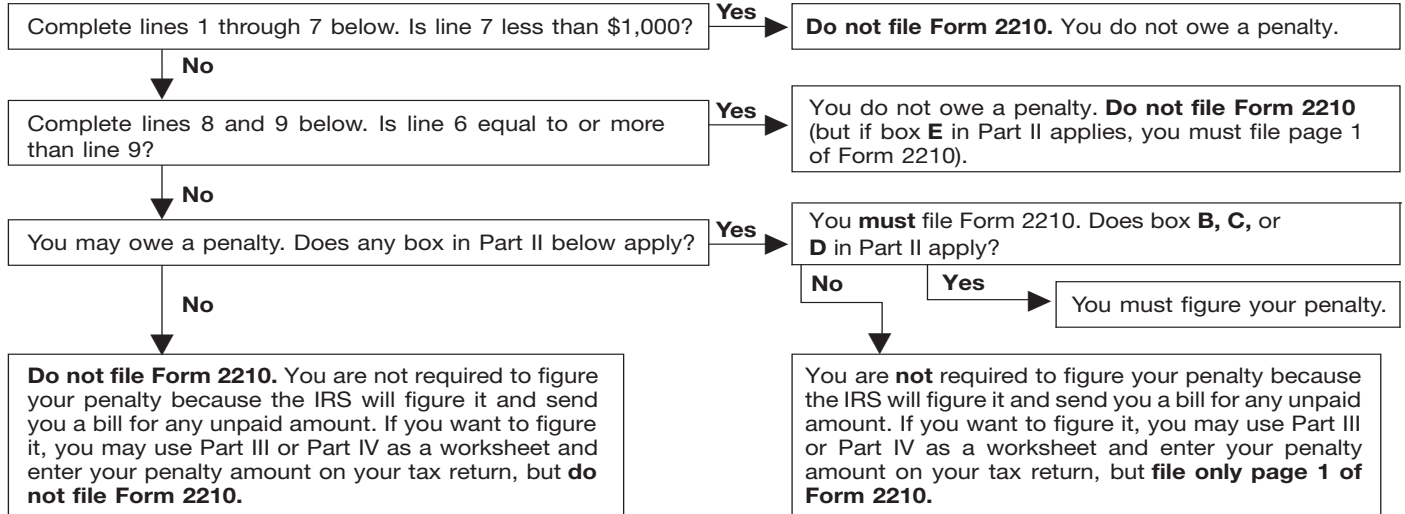 Complete lines 1 through 7 below. Is line 7 less than $1,000?
Yes
Do not file Form 2210. You do not owe a penalty.
No
Complete lines 8 and 9 below. Is line 6 equal to or more
than line 9?
Yes
You do not owe a penalty. Do not file Form 2210
(but if box E in Part II applies, you must file page 1
of Form 2210).
No
You may owe a penalty. Does any box in Part II below apply?
Yes
You must file Form 2210. Does box B, C, or
D in Part II apply?
No
Yes
You must figure your penalty.
No
Do not file Form 2210. You are not required to figure
your penalty because the IRS will figure it and send
you a bill for any unpaid amount. If you want to figure
it, you may use Part III or Part IV as a worksheet and
enter your penalty amount on your tax return, but do
not file Form 2210.
You are not required to figure your penalty because
the IRS will figure it and send you a bill for any unpaid
amount. If you want to figure it, you may use Part III
or Part IV as a worksheet and enter your penalty
amount on your tax return, but file only page 1 of
Form 2210.